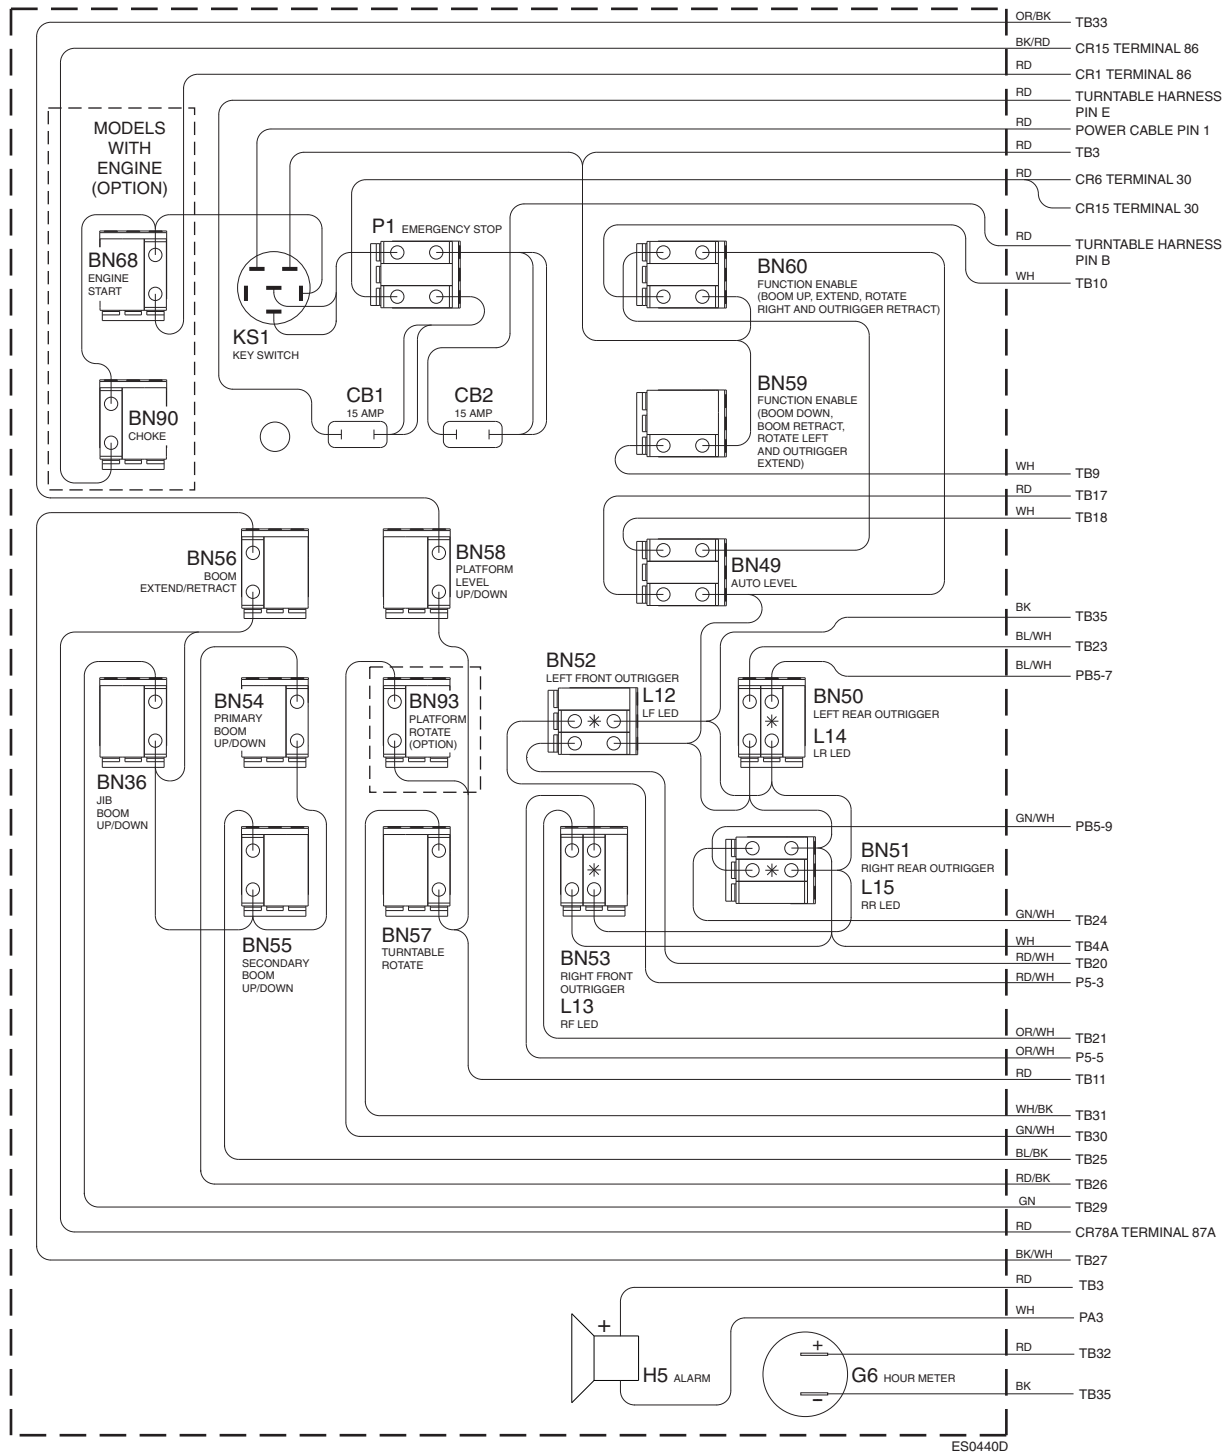 OR/BK TB33
BK/RD CR15 TERMINAL 86
RD CR1 TERMINAL 86
RD TURNTABLE HARNESS
PIN E
RD POWER CABLE PIN 1
RD TB3
RD CR6 TERMINAL 30
CR15 TERMINAL 30
RD TURNTABLE HARNESS
PIN B
WH TB10
MODELS
WITH
ENGINE
(OPTION)
BN68
ENGINE
START
BN90
CHOKE
KS1
KEY SWITCH
P1 EMERGENCY STOP
CB1
15 AMP
CB2
15 AMP
BN60
FUNCTION ENABLE
(BOOM UP, EXTEND, ROTATE
RIGHT AND OUTRIGGER RETRACT)
BN59
FUNCTION ENABLE
(BOOM DOWN,
BOOM RETRACT,
ROTATE LEFT
AND OUTRIGGER
EXTEND)
WH TB9
RD TB17
WH TB18
BN56
BOOM
EXTEND/RETRACT
BN58
PLATFORM
LEVEL
UP/DOWN
BN49
AUTO LEVEL
BK TB35
BL/WH TB23
BL/WH PB5-7
BN36
JIB
BOOM
UP/DOWN
BN54
PRIMARY
BOOM
UP/DOWN
BN93
PLATFORM
ROTATE
(OPTION)
BN52
LEFT FRONT OUTRIGGER
L12
LF LED
BN50
LEFT REAR OUTRIGGER
L14
LR LED
GN/WH PB5-9
BN55
SECONDARY
BOOM
UP/DOWN
BN57
TURNTABLE
ROTATE
BN53
RIGHT FRONT
OUTRIGGER
L13
RF LED
BN51
RIGHT REAR OUTRIGGER
L15
RR LED
GN/WH TB24
WH TB4A
RD/WH TB20
RD/WH P5-3
OR/WH TB21
OR/WH P5-5
RD TB11
WH/BK TB31
GN/WH TB30
BL/BK TB25
RD/BK TB26
GN TB29
RD CR78A TERMINAL 87A
BK/WH TB27
RD TB3
WH PA3
RD TB32
BK TB35
+
H5 ALARM
+
-
G6 HOUR METER
ES0440D